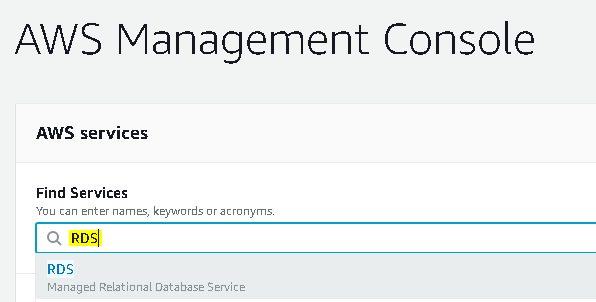 AWS Management Console
AWS services
Find Services
You can enter names, keywords or acronyms.
RDS
RDS
Managed Relational Database Service